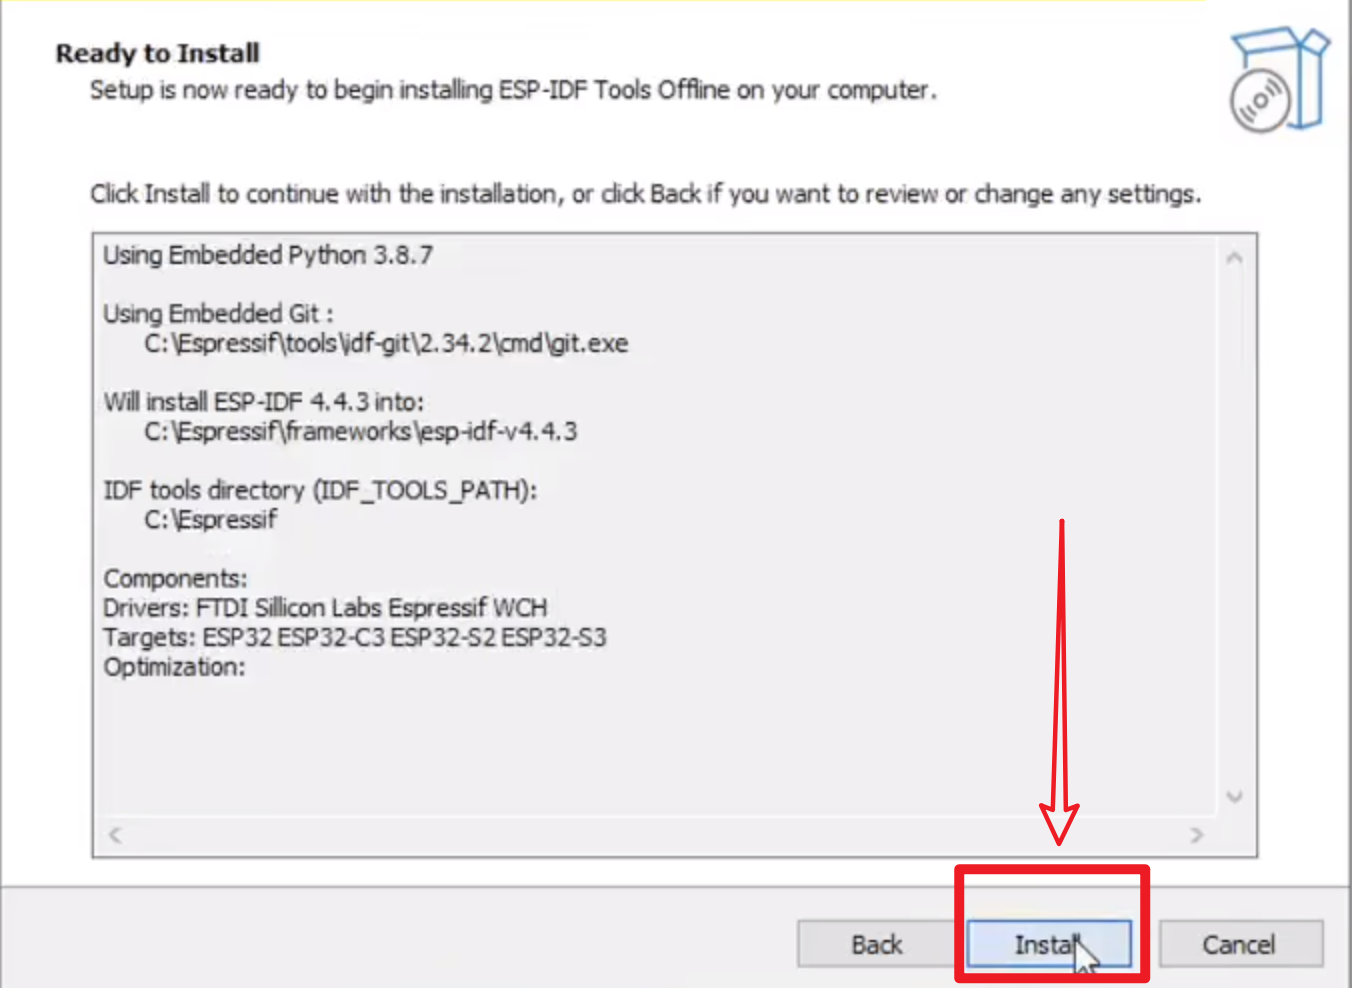 Ready to Install
Setup is now ready to begin installing ESP-IDF Tools Offline on your computer.
Click Install to continue with the installation, or click Back if you want to review or change any settings.
Using Embedded Python 3.8.7
Using Embedded Git :
C:\Espressif\tools\idf-git\2.34.2\cmd\git.exe
Will install ESP-IDF 4.4.3 into:
C:\Espressif\frameworks\esp-idf-v4.4.3
IDF tools directory (IDF_TOOLS_PATH):
C:\Espressif
Components:
Drivers: FTDI Sillicon Labs Espressif WCH
Targets: ESP32 ESP32-C3 ESP32-S2 ESP32-S3
Optimization:
Back
Install
Cancel